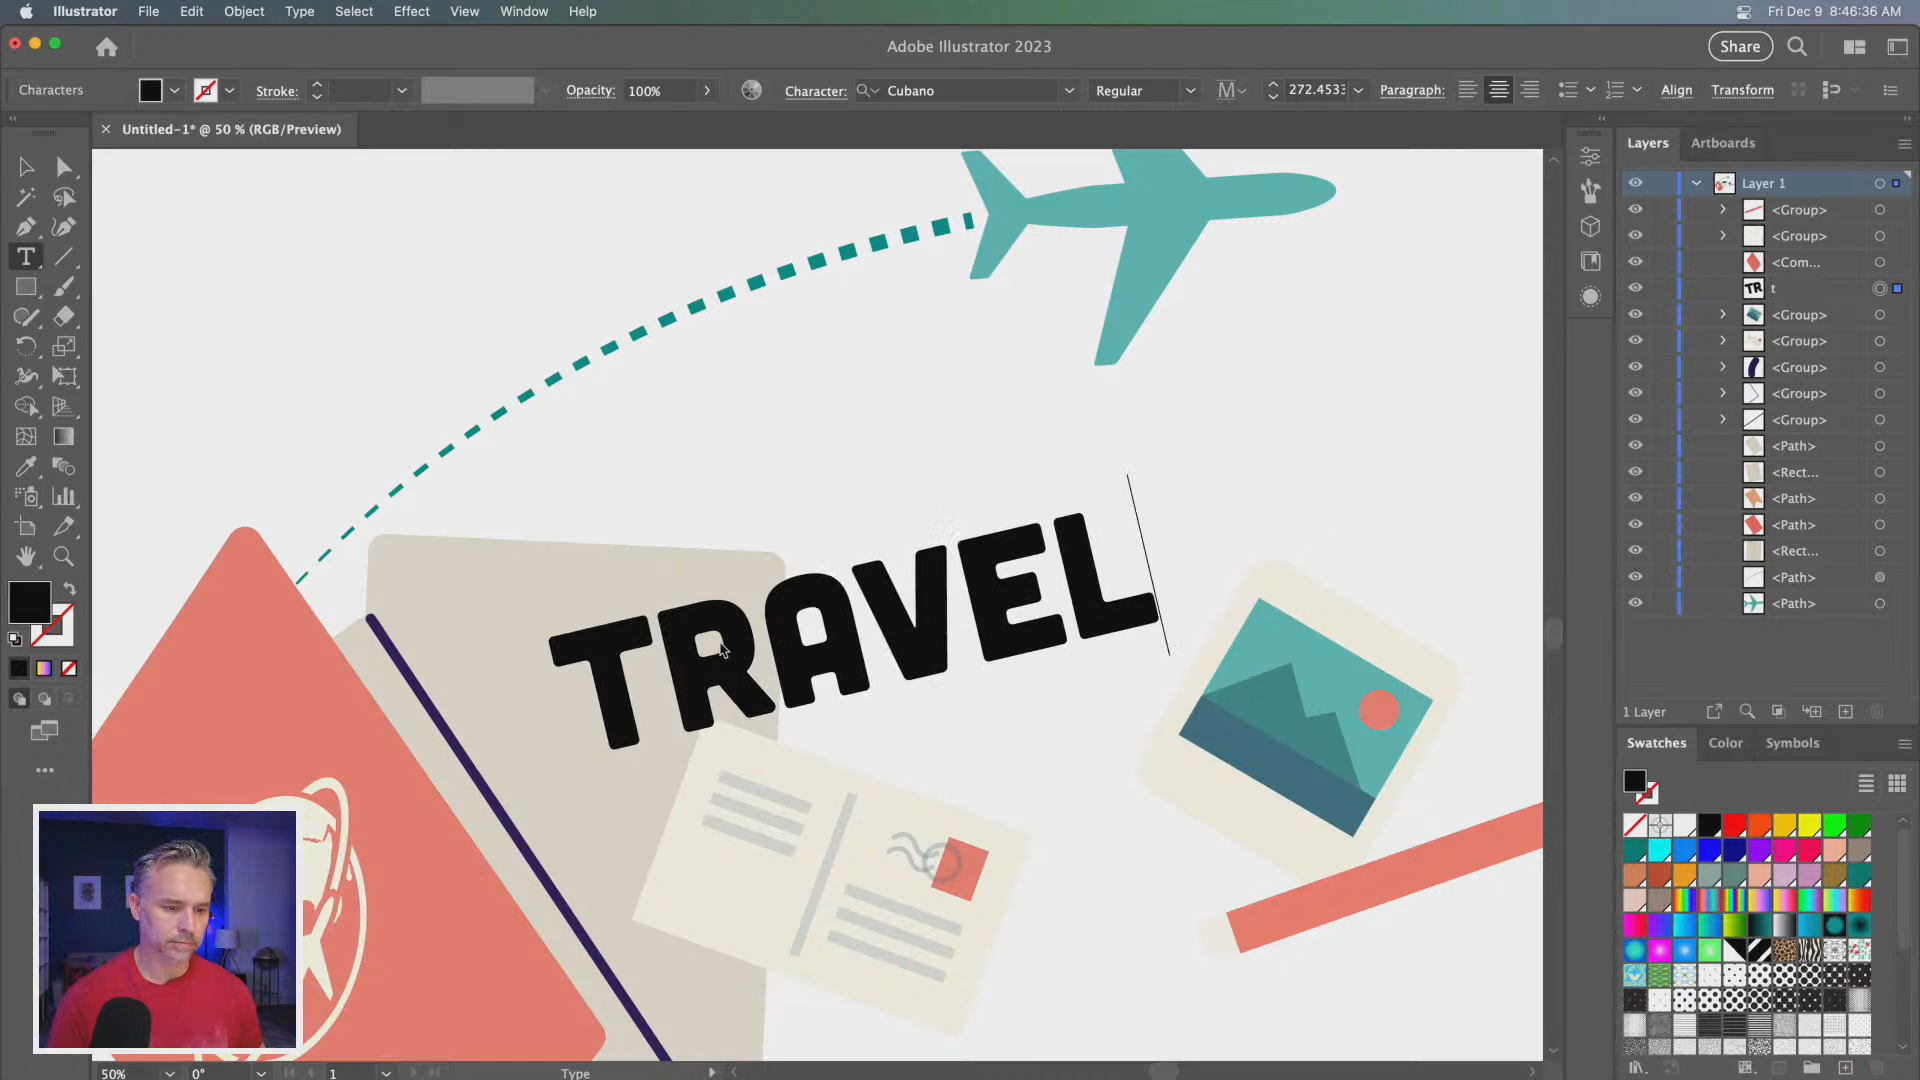 Illustrator File Edit Object Type Select Effect View Window Help Fri Dec 9 8:46:36 AM
Adobe Illustrator 2023 Share
Characters Stroke: Opacity: 100% Character: Cubano Regular 272.453 Paragraph: Align Transform
Untitled-1* @ 50 % (RGB/Preview)
Layers Artboards
Layer 1
<Group>
<Group>
<Com...
TR t
<Group>
<Group>
<Group>
<Group>
<Group>
<Path>
<Rect...
<Path>
<Path>
<Rect...
<Path>
<Path>
TRAVEL
1 Layer
Swatches Color Symbols
50% 0° 1 Type